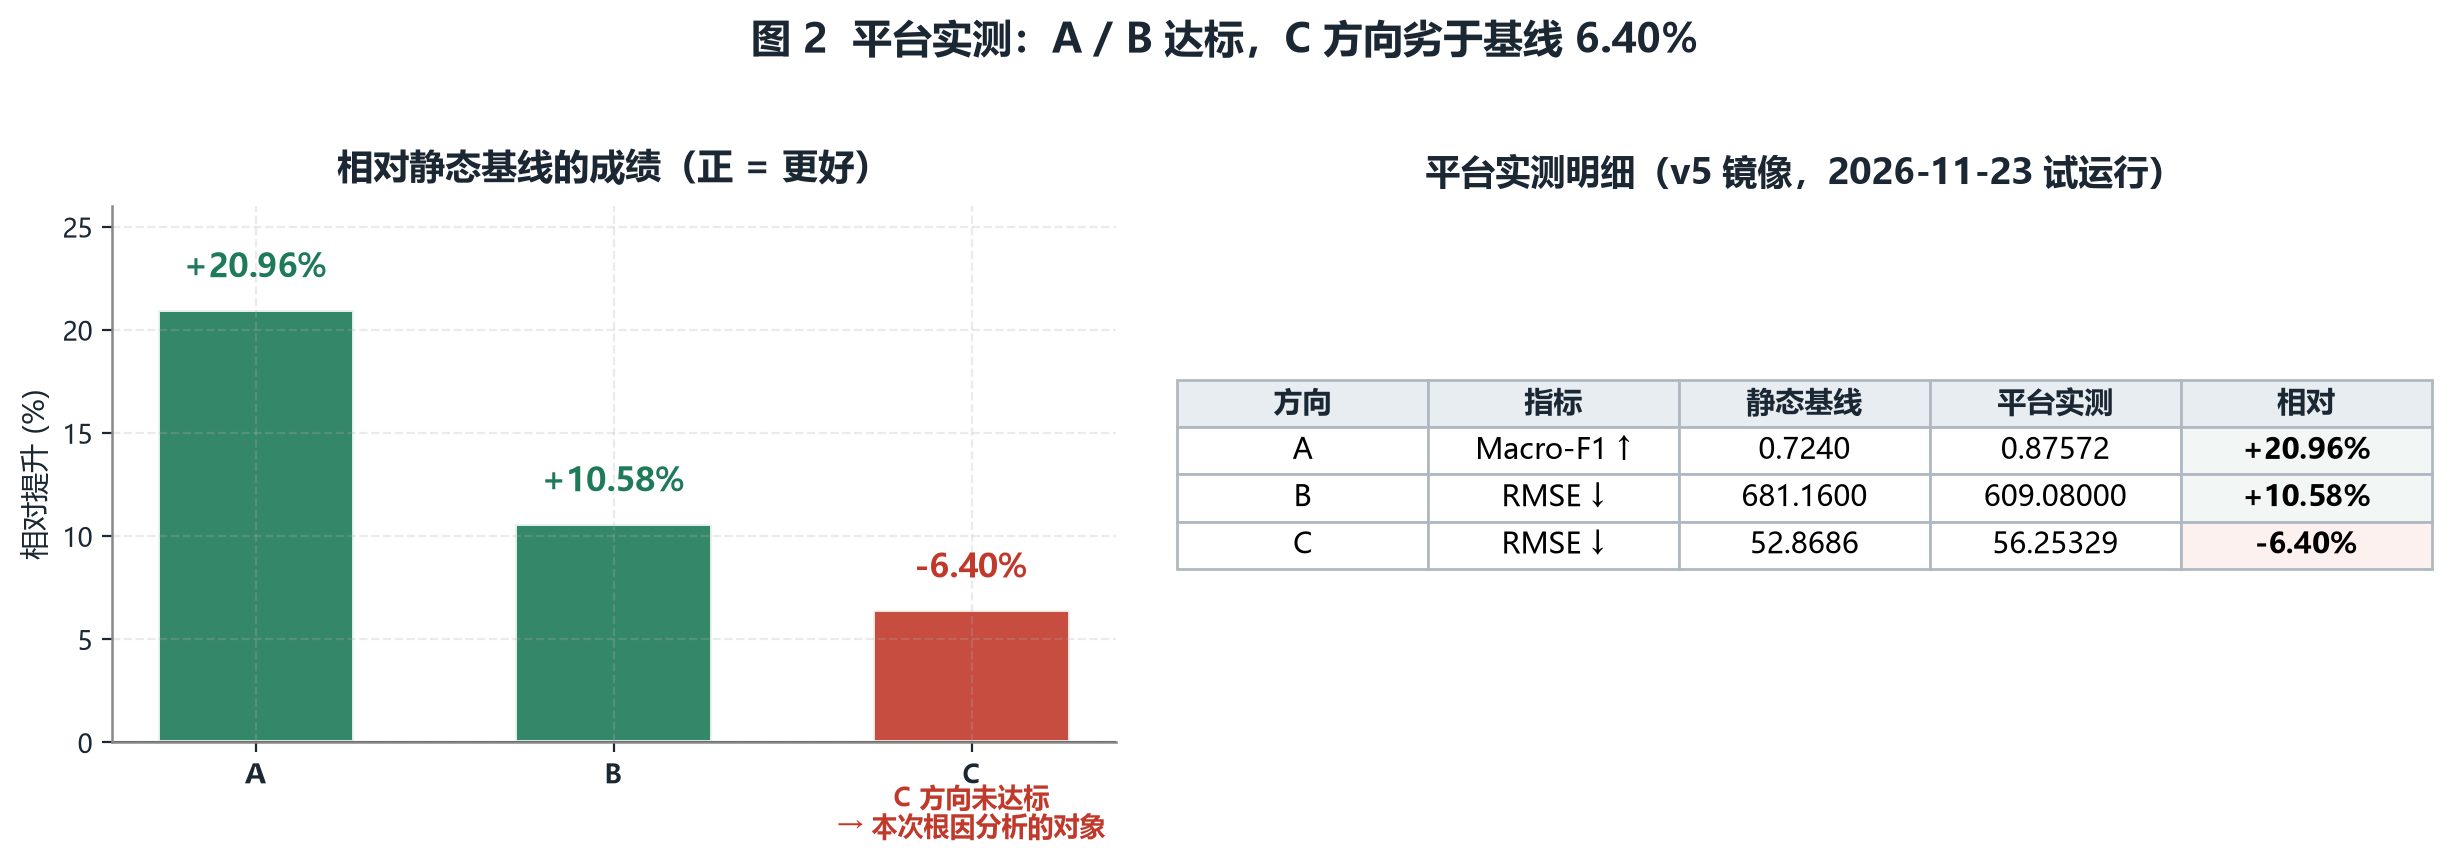 图 2 平台实测：A / B 达标，C 方向劣于基线 6.40%
相对静态基线的成绩（正 = 更好）
相对提升 (%)
25
20
15
10
5
0
+20.96%
+10.58%
-6.40%
A
B
C
C 方向未达标
→ 本次根因分析的对象
平台实测明细（v5 镜像，2026-11-23 试运行）
方向 指标 静态基线 平台实测 相对
A Macro-F1 ↑ 0.7240 0.87572 +20.96%
B RMSE ↓ 681.1600 609.08000 +10.58%
C RMSE ↓ 52.8686 56.25329 -6.40%